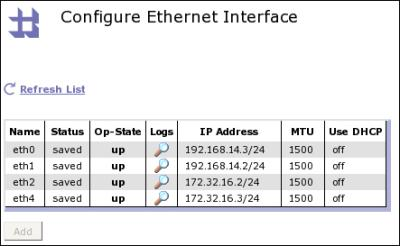 Configure Ethernet Interface
Refresh List
Name Status Op-State Logs IP Address MTU Use DHCP
eth0 saved up 192.168.14.3/24 1500 off
eth1 saved up 192.168.14.2/24 1500 off
eth2 saved up 172.32.16.2/24 1500 off
eth4 saved up 172.32.16.3/24 1500 off
Add